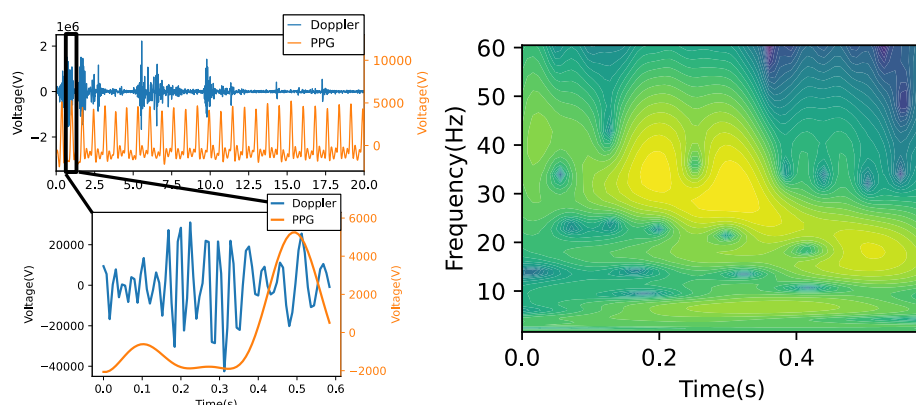 1e6
Doppler
PPG
2
0
−2
Voltage(V)
10000
5000
0
Voltage(V)
0.0 2.5 5.0 7.5 10.0 12.5 15.0 17.5 20.0
Doppler
PPG
20000
0
−20000
−40000
Voltage(V)
6000
4000
2000
0
−2000
Voltage(V)
0.0 0.1 0.2 0.3 0.4 0.5 0.6
Time(s)
60
50
40
30
20
10
Frequency(Hz)
0.0 0.2 0.4
Time(s)